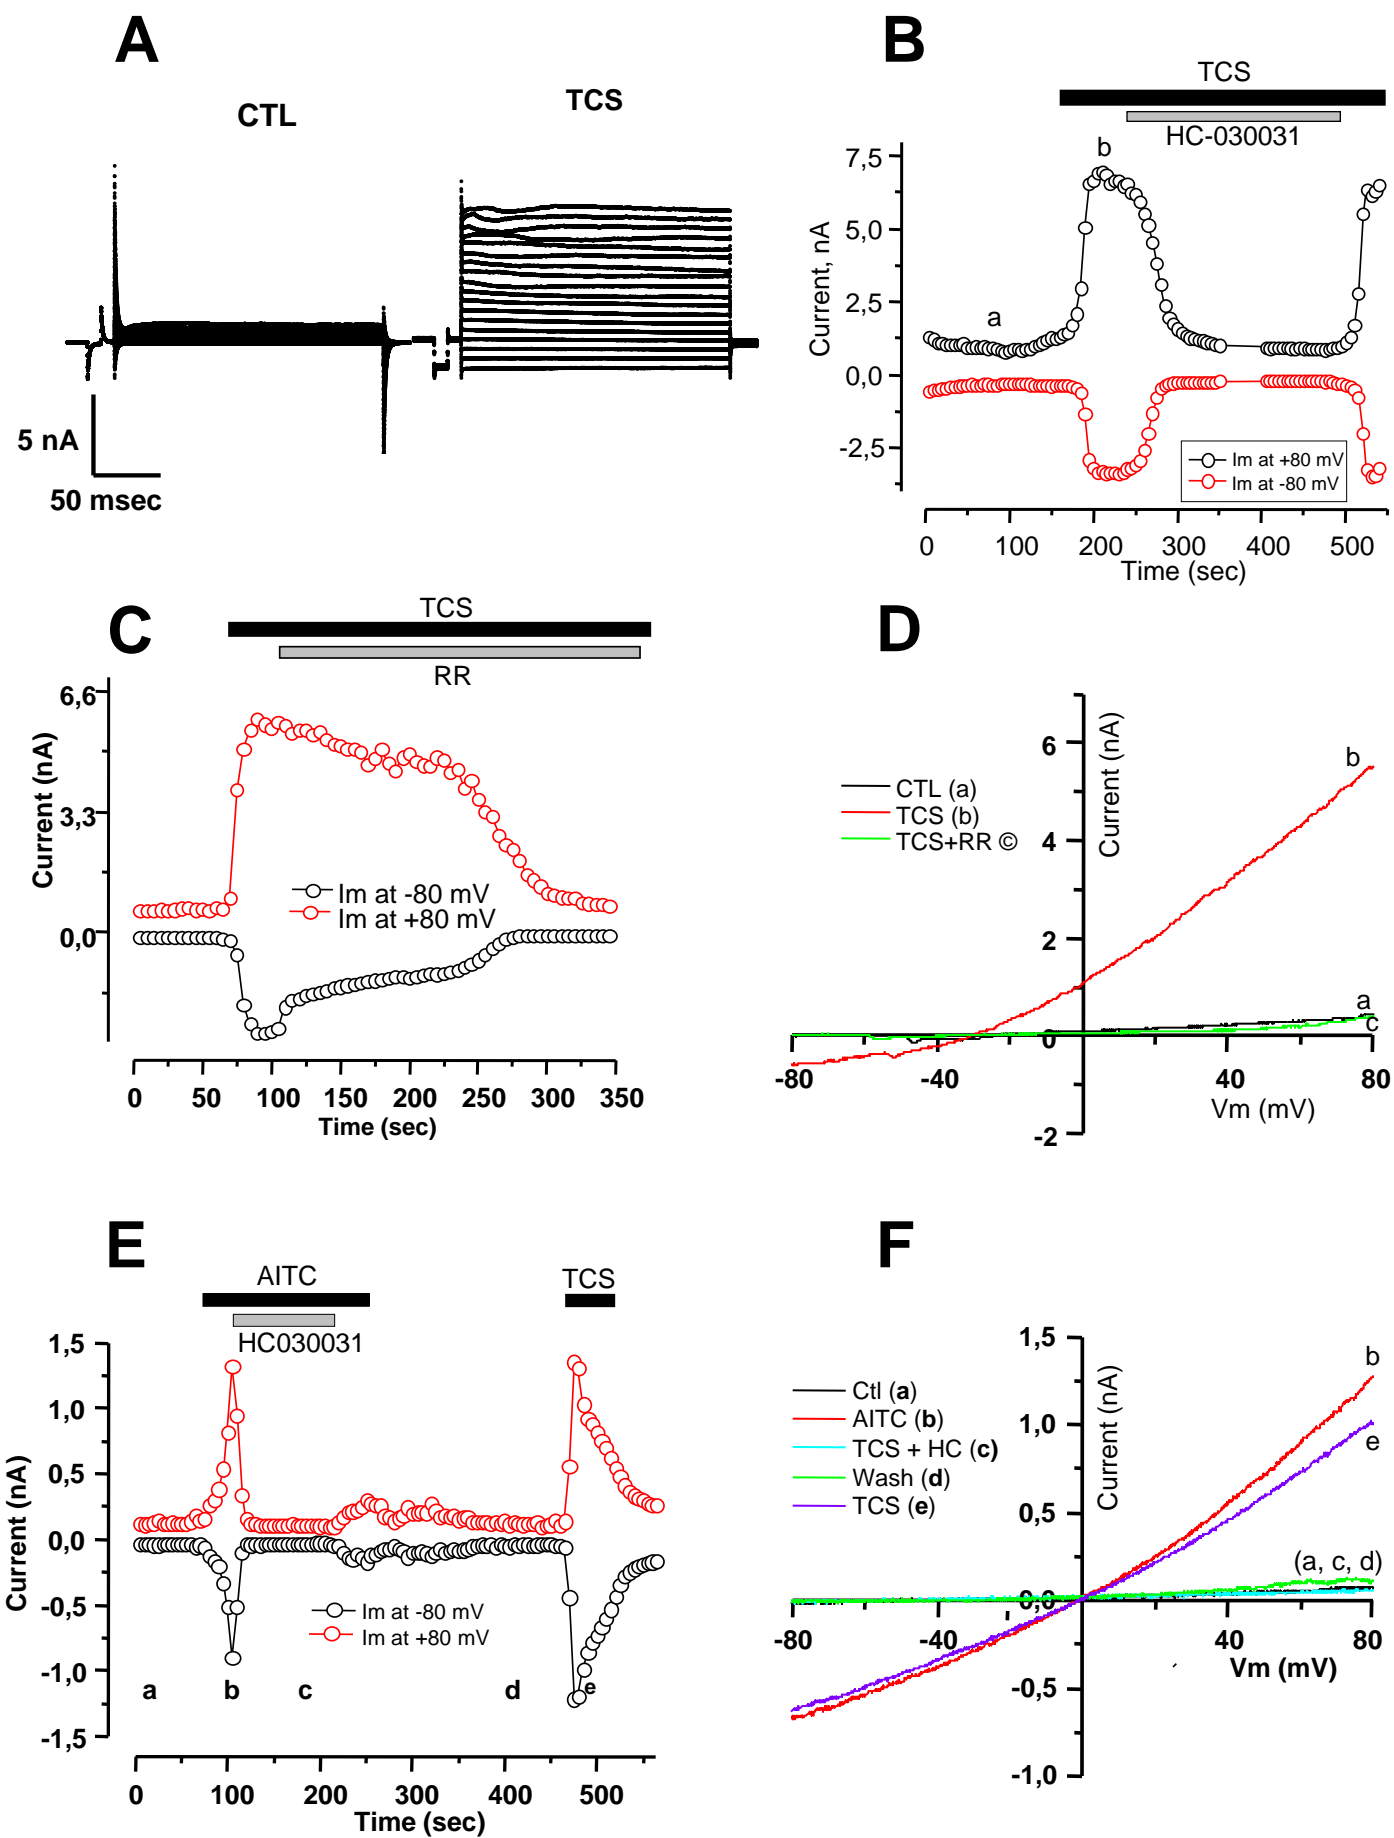 A
CTL
TCS
5 nA
50 msec
B
TCS
HC-030031
b
a
7,5
5,0
2,5
0,0
-2,5
Current, nA
Im at +80 mV
Im at -80 mV
0 100 200 300 400 500
Time (sec)
C
TCS
RR
6,6
3,3
0,0
Current (nA)
Im at -80 mV
Im at +80 mV
0 50 100 150 200 250 300 350
Time (sec)
D
CTL (a)
TCS (b)
TCS+RR ©
Current (nA)
6
4
2
0
-2
b
a
c
-80 -40 40 80
Vm (mV)
E
AITC
HC030031
TCS
1,5
1,0
0,5
0,0
-0,5
-1,0
-1,5
Current (nA)
Im at -80 mV
Im at +80 mV
a b c d e
0 100 200 300 400 500
Time (sec)
F
Ctl (a)
AITC (b)
TCS + HC (c)
Wash (d)
TCS (e)
Current (nA)
1,5
1,0
0,5
0,0
-0,5
-1,0
b
e
(a, c, d)
-80 -40 40 80
Vm (mV)